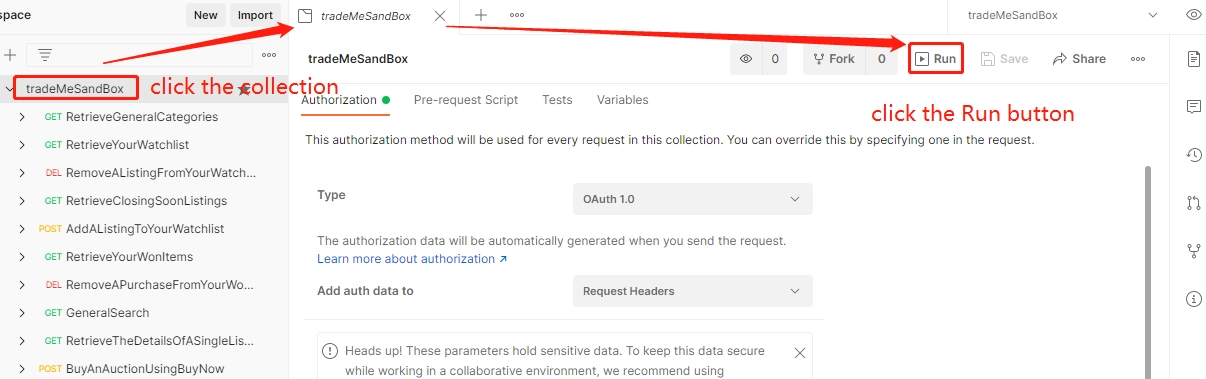 space
New
Import
tradeMeSandBox
tradeMeSandBox
tradeMeSandBox
0
Fork
0
Run
Save
Share
tradeMeSandBox
click the sollection
Authorization
Pre-request Script
Tests
Variables
click the Run button
GET RetrieveGeneralCategories
GET RetrieveYourWatchlist
DEL RemoveAListingFromYourWatch...
GET RetrieveClosingSoonListings
POST AddAListingToYourWatchlist
GET RetrieveYourWonItems
DEL RemoveAPurchaseFromYourWo...
GET GeneralSearch
GET RetrieveTheDetailsOfASingleLis...
POST BuyAnAuctionUsingBuyNow
This authorization method will be used for every request in this collection. You can override this by specifying one in the request.
Type
OAuth 1.0
The authorization data will be automatically generated when you send the request.
Learn more about authorization ↗
Add auth data to
Request Headers
Heads up! These parameters hold sensitive data. To keep this data secure
while working in a collaborative environment, we recommend using